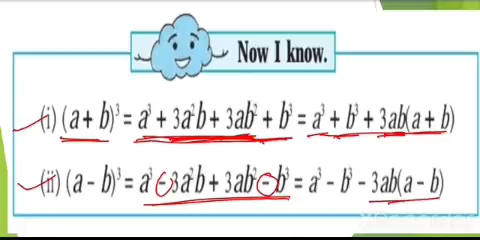 Now I know.
(i) (a + b)³ = a³ + 3a²b + 3ab² + b³ = a³ + b³ + 3ab(a + b)
(ii) (a – b)³ = a³ – 3a²b + 3ab² – b³ = a³ – b³ – 3ab(a – b)